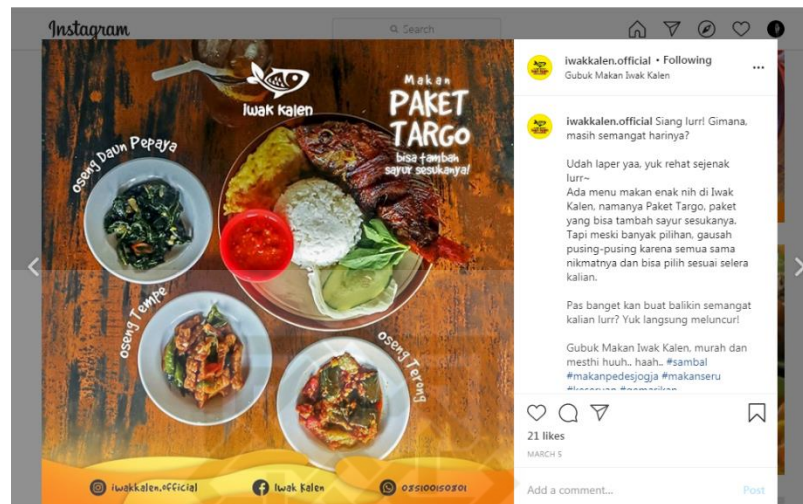 Instagram
Search
Iwak Kalen
Makan
PAKET
TARGO
bisa tambah
sayur sesukanya!
Oseng Daun Pepaya
Oseng Tempe
Oseng Terong
iwakkalen.official
Iwak Kalen
085100150801
iwakkalen.official • Following
Gubuk Makan Iwak Kalen
iwakkalen.official Siang lurr! Gimana,
masih semangat harinya?
Udah laper yaa, yuk rehat sejenak
lurr~
Ada menu makan enak nih di Iwak
Kalen, namanya Paket Targo, paket
yang bisa tambah sayur sesukanya.
Tapi meski banyak pilihan, gausah
pusing-pusing karena semua sama
nikmatnya dan bisa pilih sesuai selera
kalian.
Pas banget kan buat balikin semangat
kalian lurr? Yuk langsung meluncur!
Gubuk Makan Iwak Kalen, murah dan
mesthi huuh.. haah.. #sambal
#makanpedesjogja #makanseru
21 likes
MARCH 5
Add a comment...
Post